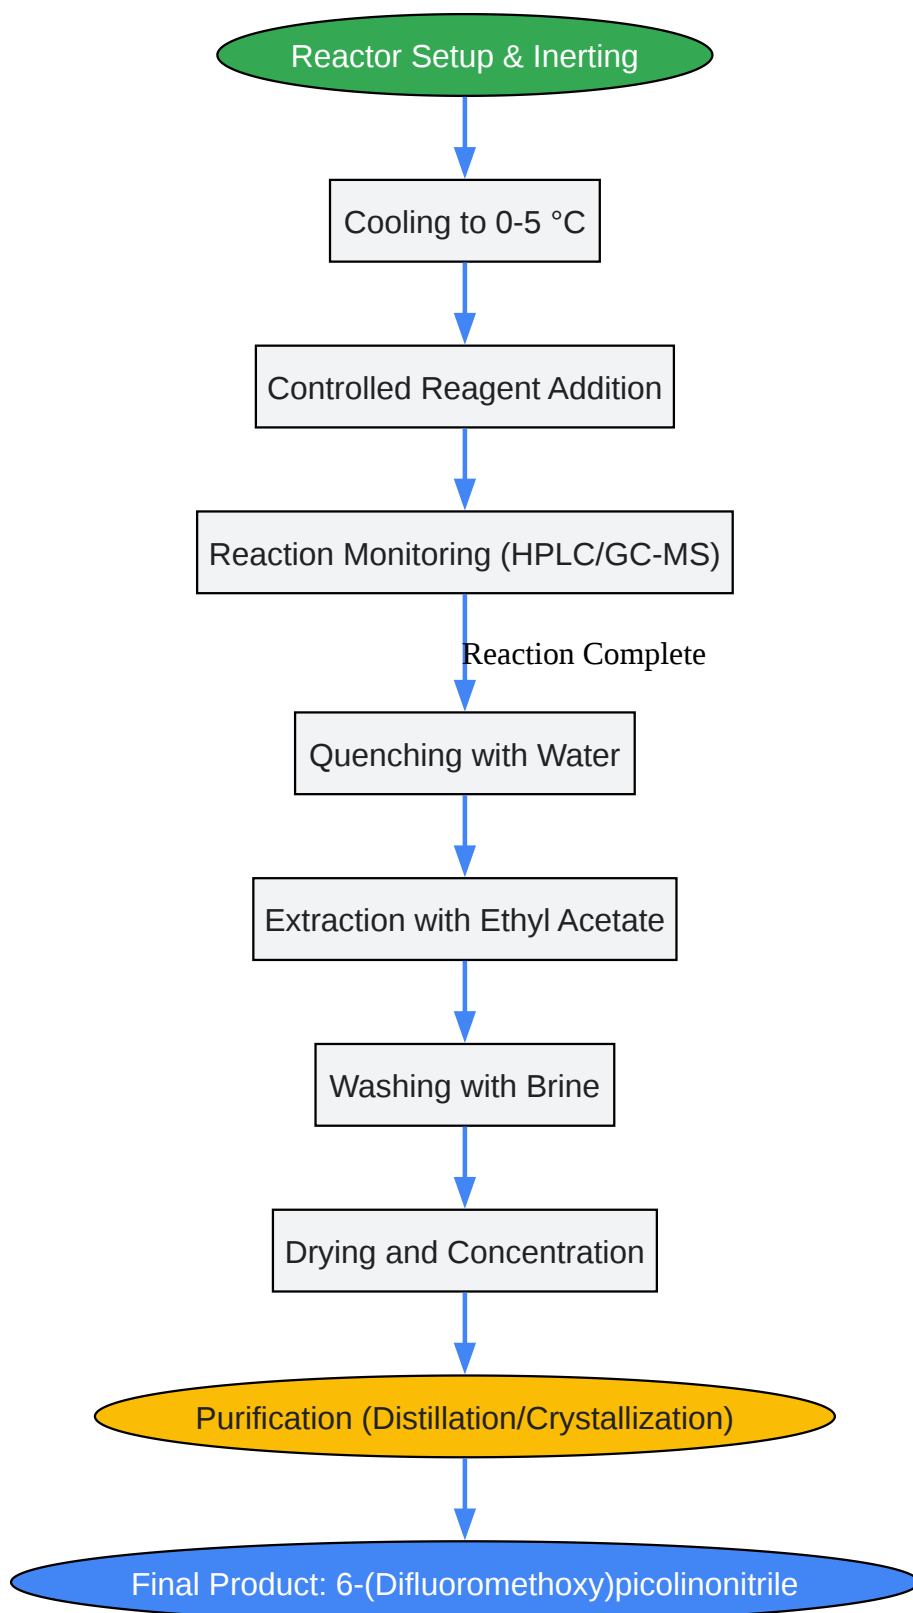 Reactor Setup & Inerting
Cooling to 0-5 °C
Controlled Reagent Addition
Reaction Monitoring (HPLC/GC-MS)
Reaction Complete
Quenching with Water
Extraction with Ethyl Acetate
Washing with Brine
Drying and Concentration
Purification (Distillation/Crystallization)
Final Product: 6-(Difluoromethoxy)picolinonitrile